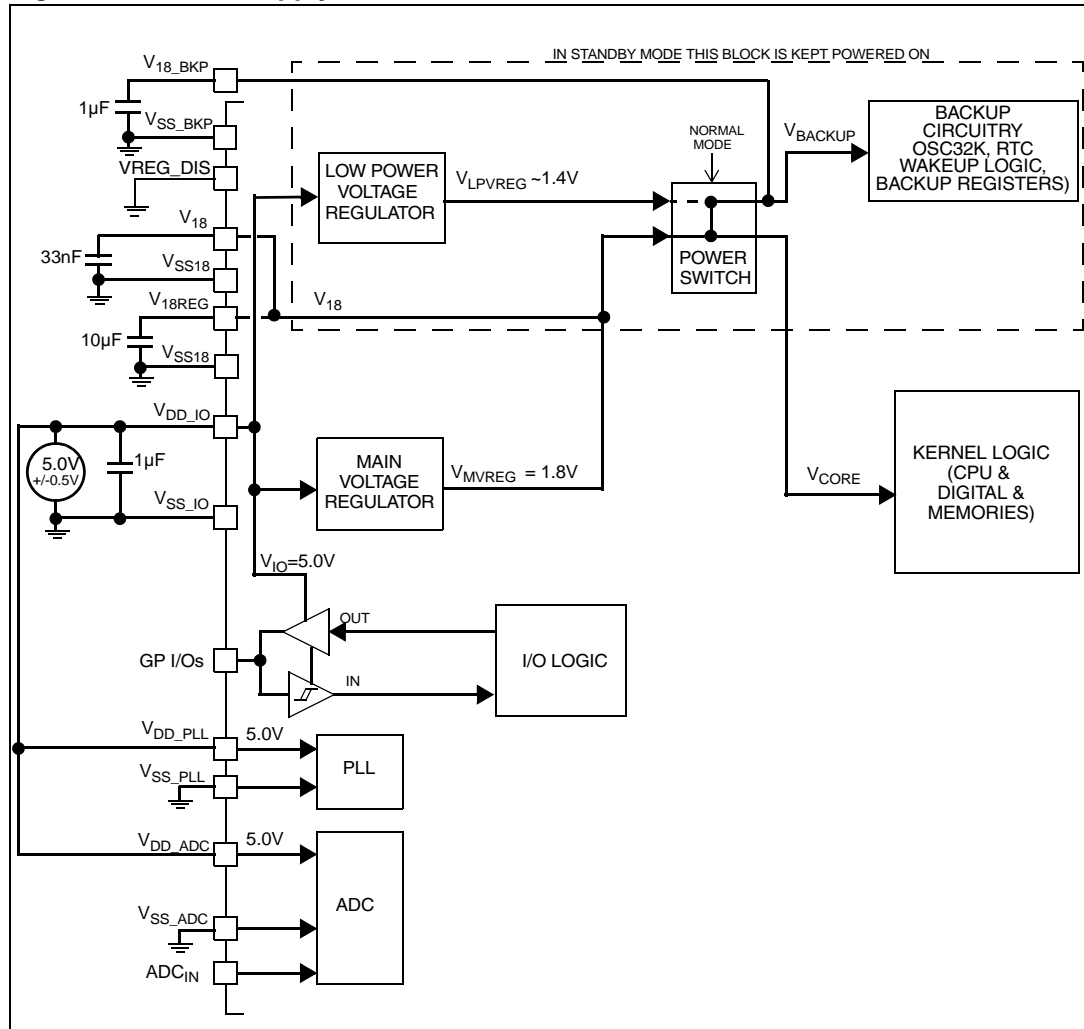 IN STANDBY MODE THIS BLOCK IS KEPT POWERED ON
V18_BKP
1µF
VSS_BKP
VREG_DIS
V18
33nF
VSS18
V18REG
V18
10µF
VSS18
LOW POWER
VOLTAGE
REGULATOR
VLPVREG ~1.4V
NORMAL
MODE
POWER
SWITCH
VBACKUP
BACKUP
CIRCUITRY
OSC32K, RTC
WAKEUP LOGIC,
BACKUP REGISTERS)
VDD_IO
5.0V
+/-0.5V
1µF
VSS_IO
MAIN
VOLTAGE
REGULATOR
VMVREG = 1.8V
VCORE
KERNEL LOGIC
(CPU &
DIGITAL &
MEMORIES)
VIO=5.0V
OUT
GP I/Os
IN
I/O LOGIC
VDD_PLL
5.0V
VSS_PLL
PLL
VDD_ADC
5.0V
ADC
VSS_ADC
ADCIN